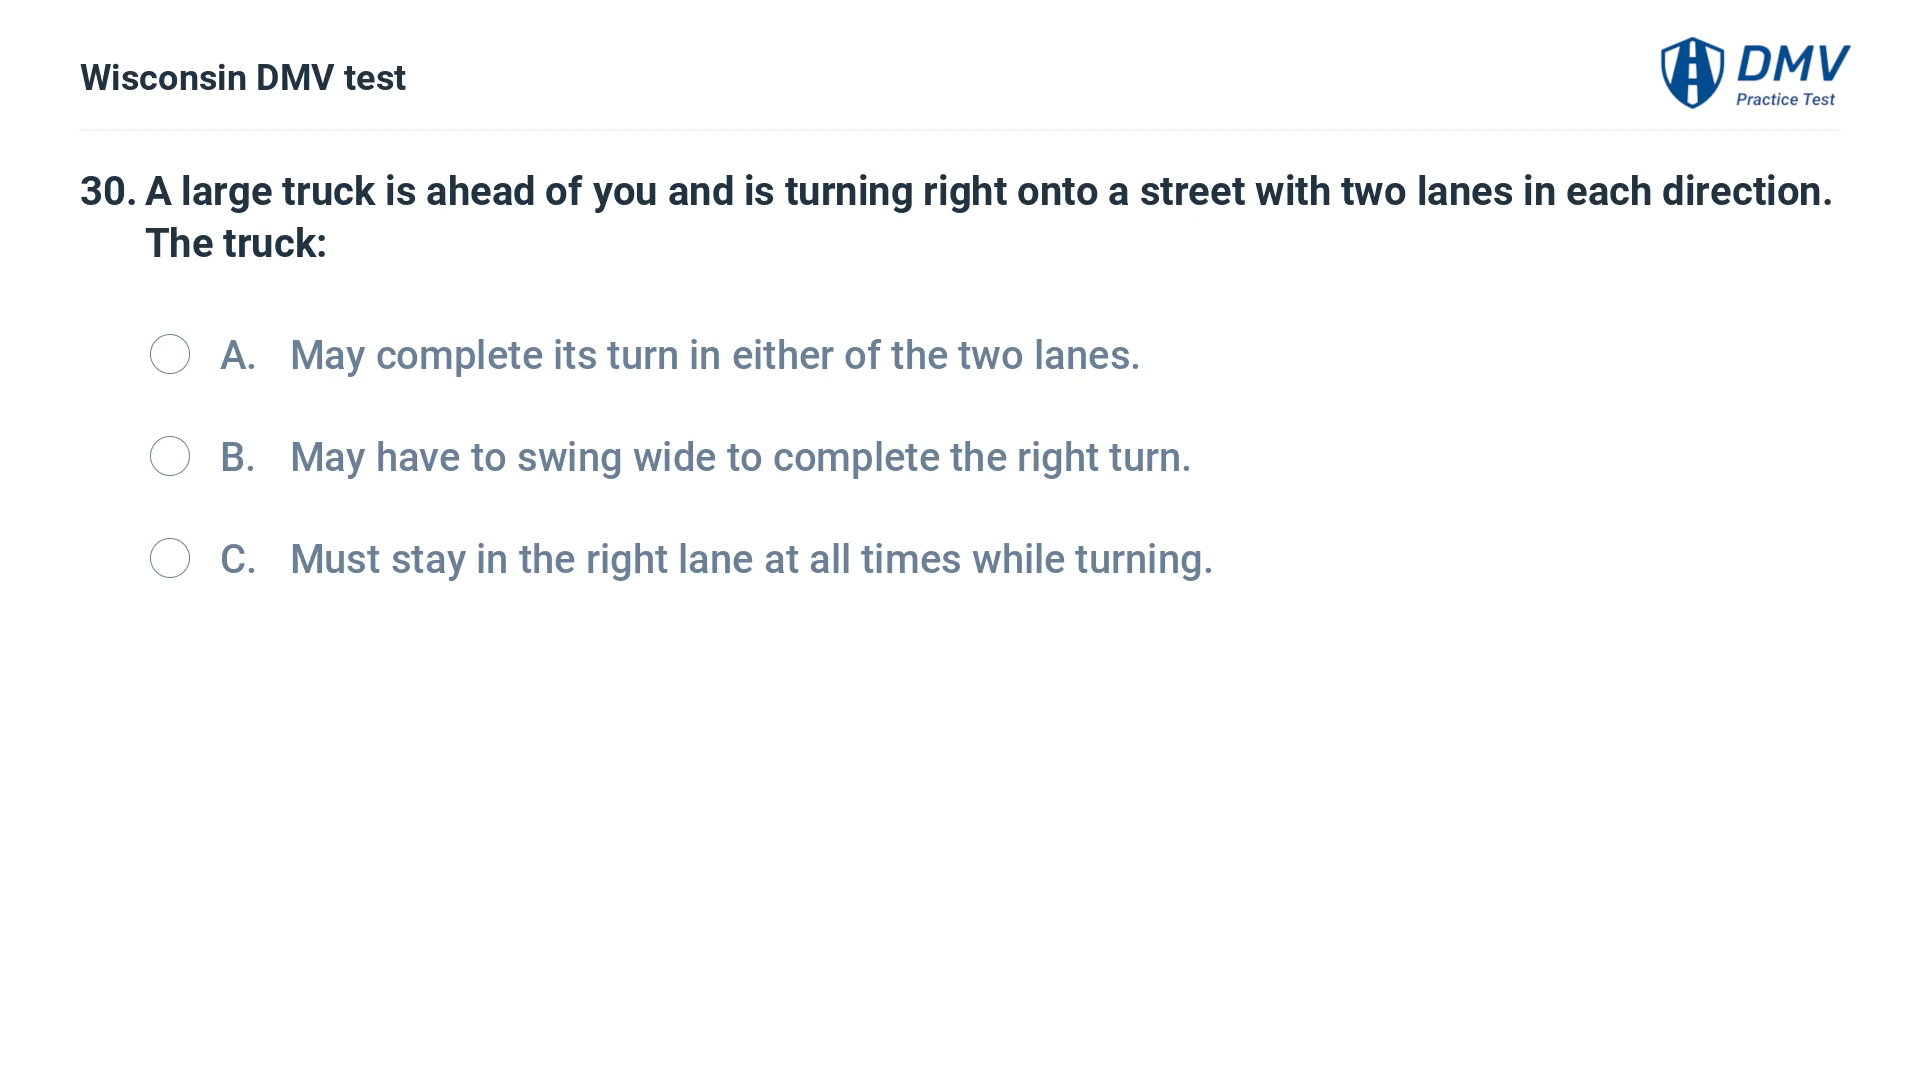 Wisconsin DMV test
DMV
Practice Test
30. A large truck is ahead of you and is turning right onto a street with two lanes in each direction.
The truck:
A. May complete its turn in either of the two lanes.
B. May have to swing wide to complete the right turn.
C. Must stay in the right lane at all times while turning.